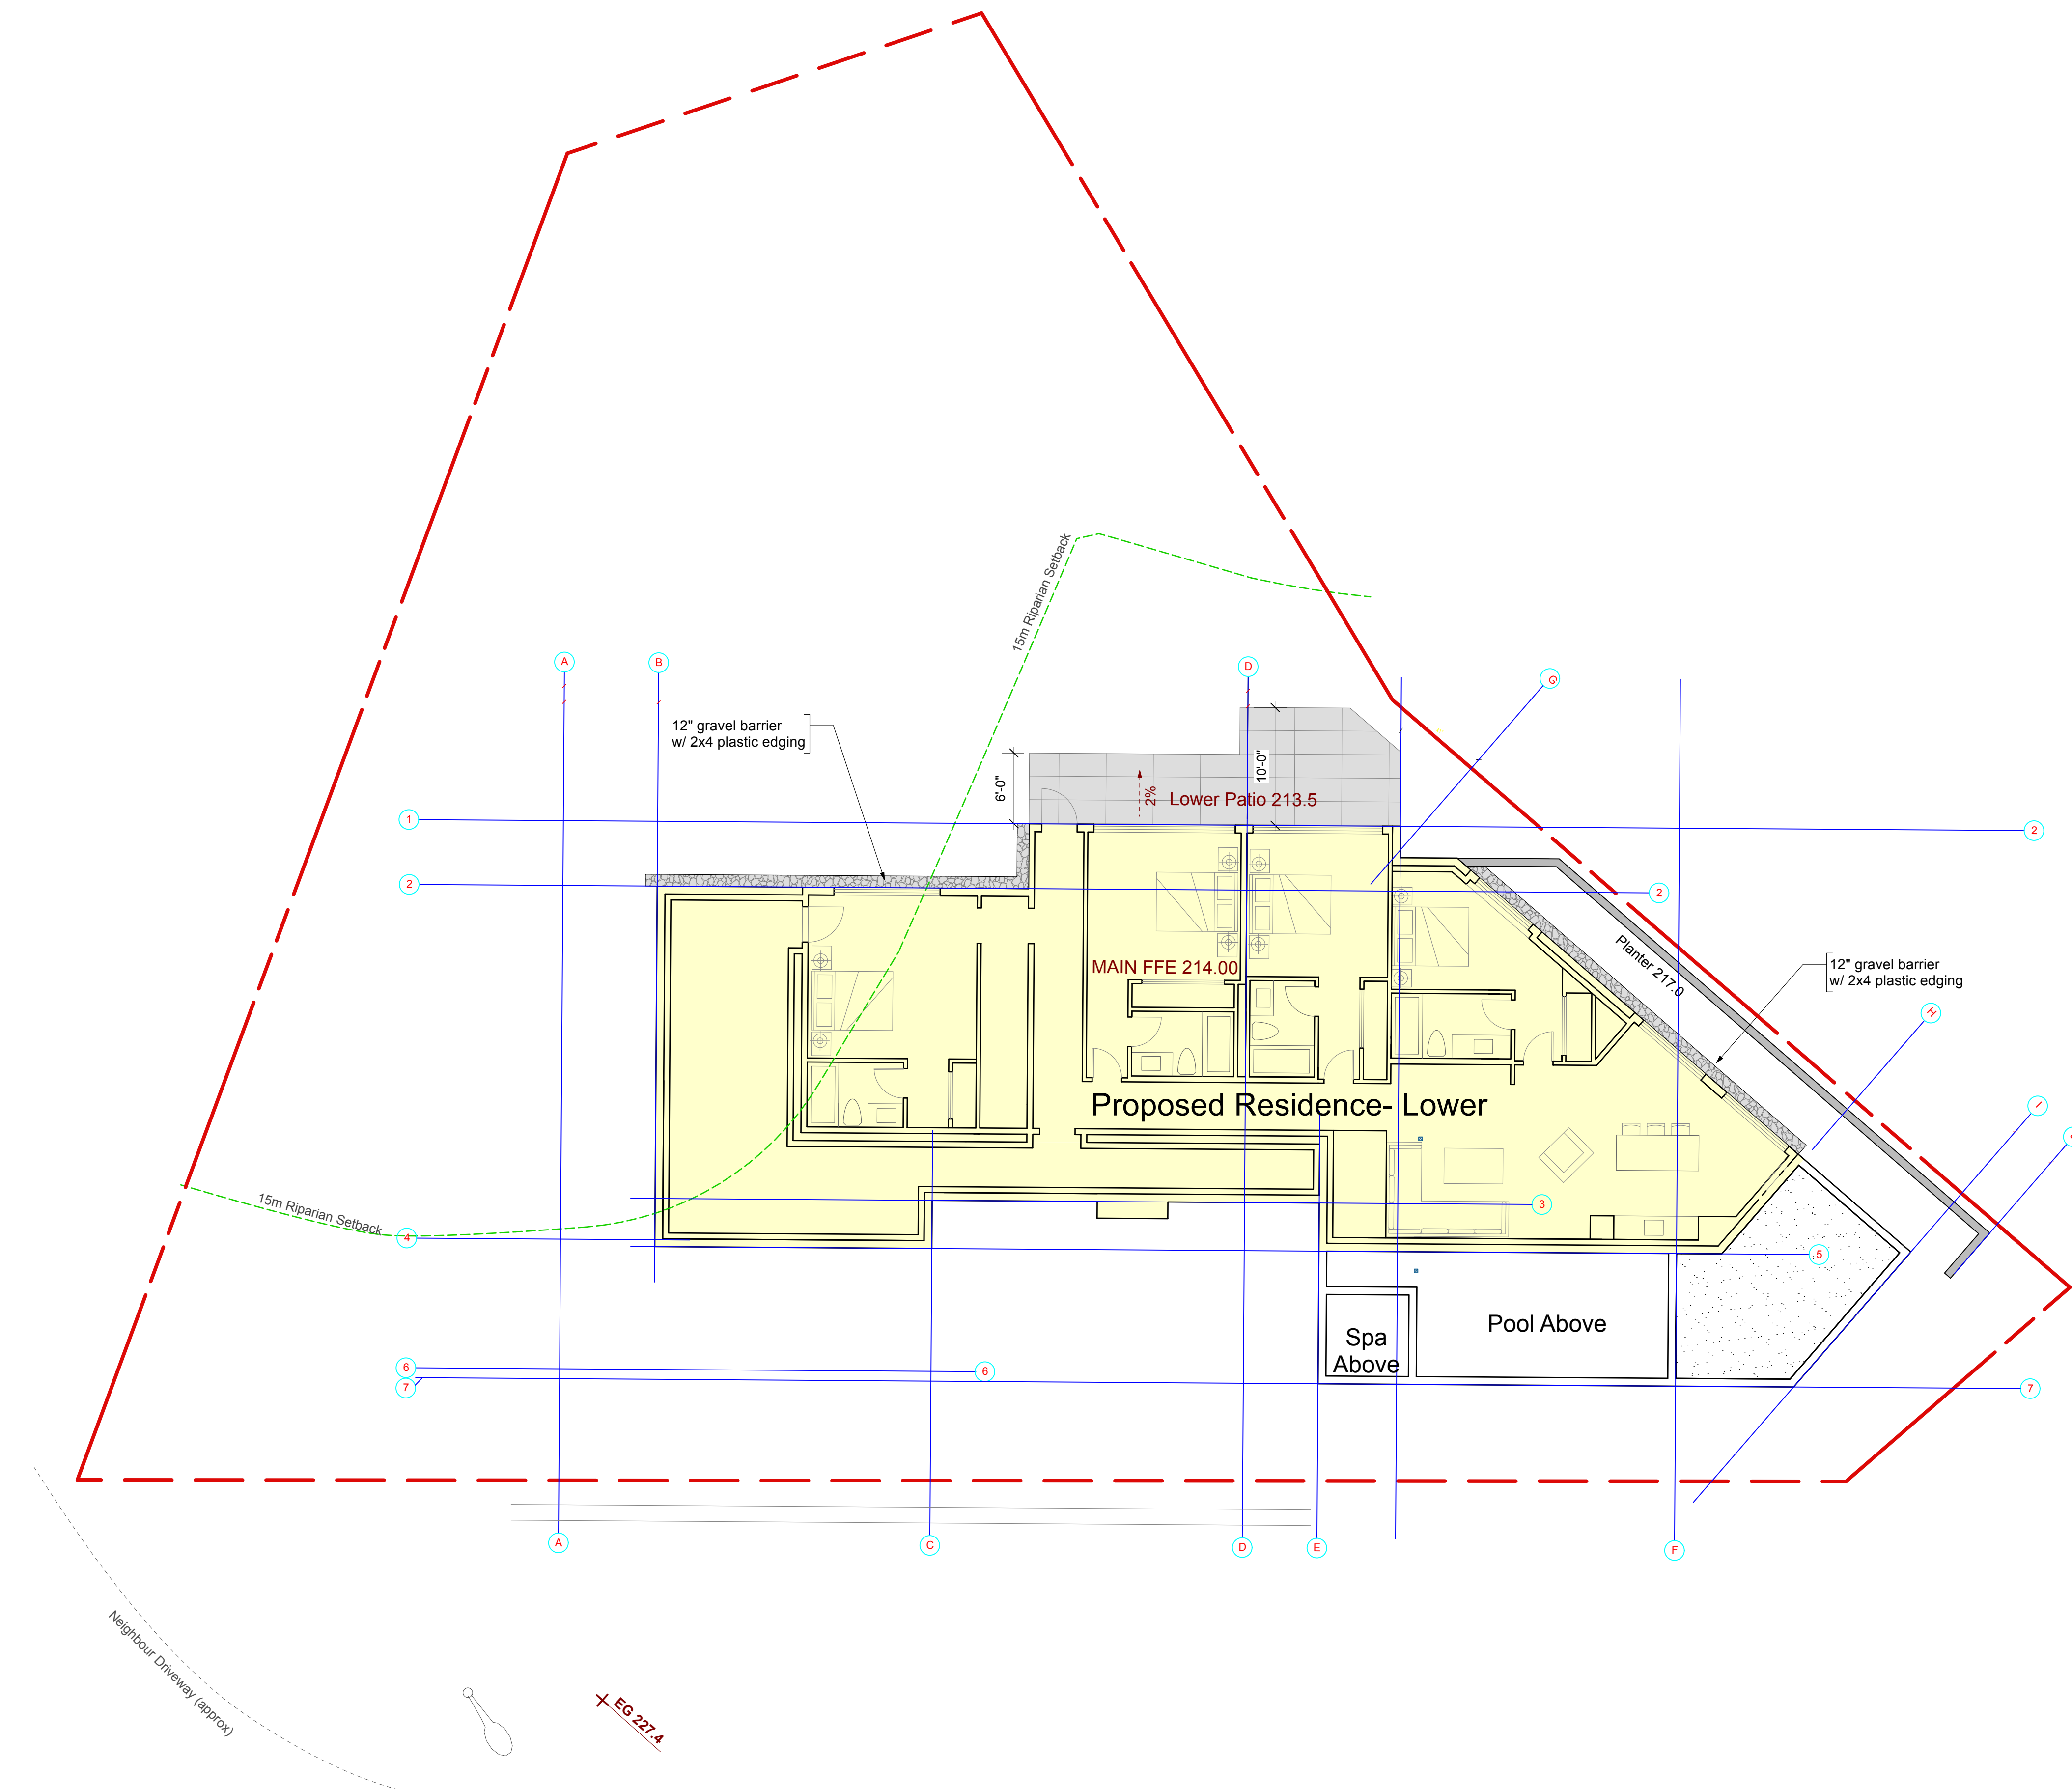 15m Riparian Setback
A
B
D
G
12" gravel barrier
w/ 2x4 plastic edging
6'-0"
10'-0"
2%
Lower Patio 213.5
1
2
2
2
MAIN FFE 214.00
Planter 217.0
12" gravel barrier
w/ 2x4 plastic edging
H
I
Proposed Residence- Lower
15m Riparian Setback
3
4
5
Spa
Above
Pool Above
6
6
7
7
A
C
D
E
F
Neighbour Driveway (approx)
EG 227.4